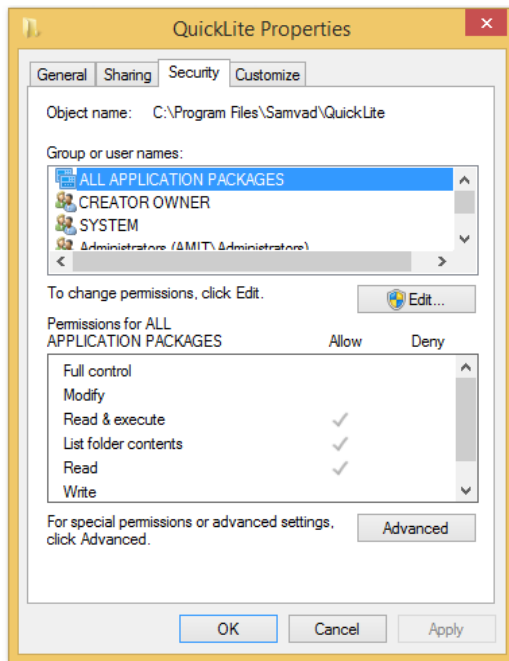 QuickLite Properties
General Sharing Security Customize
Object name: C:\Program Files\Samvad\QuickLite
Group or user names:
ALL APPLICATION PACKAGES
CREATOR OWNER
SYSTEM
Administrators (AMIT\Administrators)
To change permissions, click Edit.
Edit...
Permissions for ALL
APPLICATION PACKAGES Allow Deny
Full control
Modify
Read & execute
List folder contents
Read
Write
For special permissions or advanced settings,
click Advanced.
Advanced
OK Cancel Apply